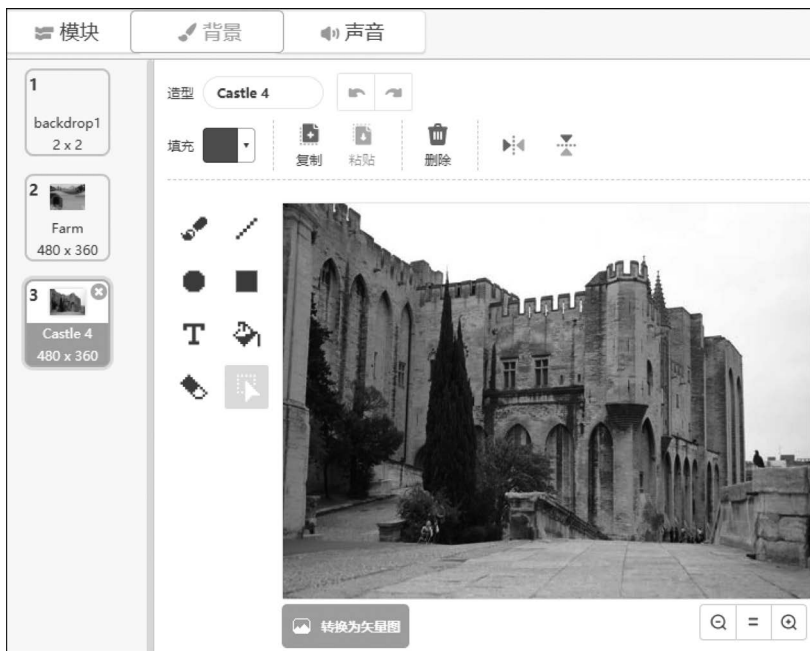 模块
背景
声音
1
backdrop1
2 x 2
2
Farm
480 x 360
3
Castle 4
480 x 360
造型
Castle 4
填充
复制
粘贴
删除
T
转换为矢量图